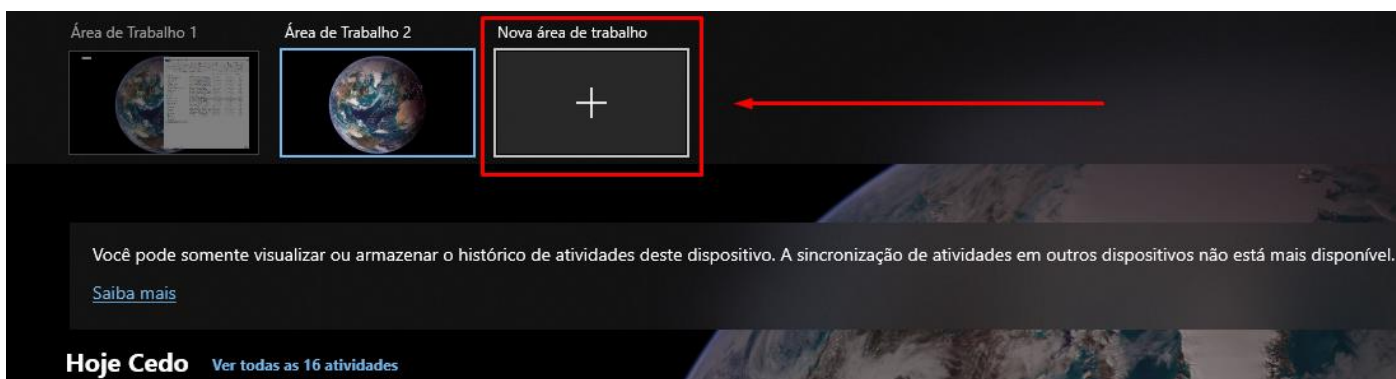 Área de Trabalho 1
Área de Trabalho 2
Nova área de trabalho
Você pode somente visualizar ou armazenar o histórico de atividades deste dispositivo. A sincronização de atividades em outros dispositivos não está mais disponível.
Saiba mais
Hoje Cedo Ver todas as 16 atividades